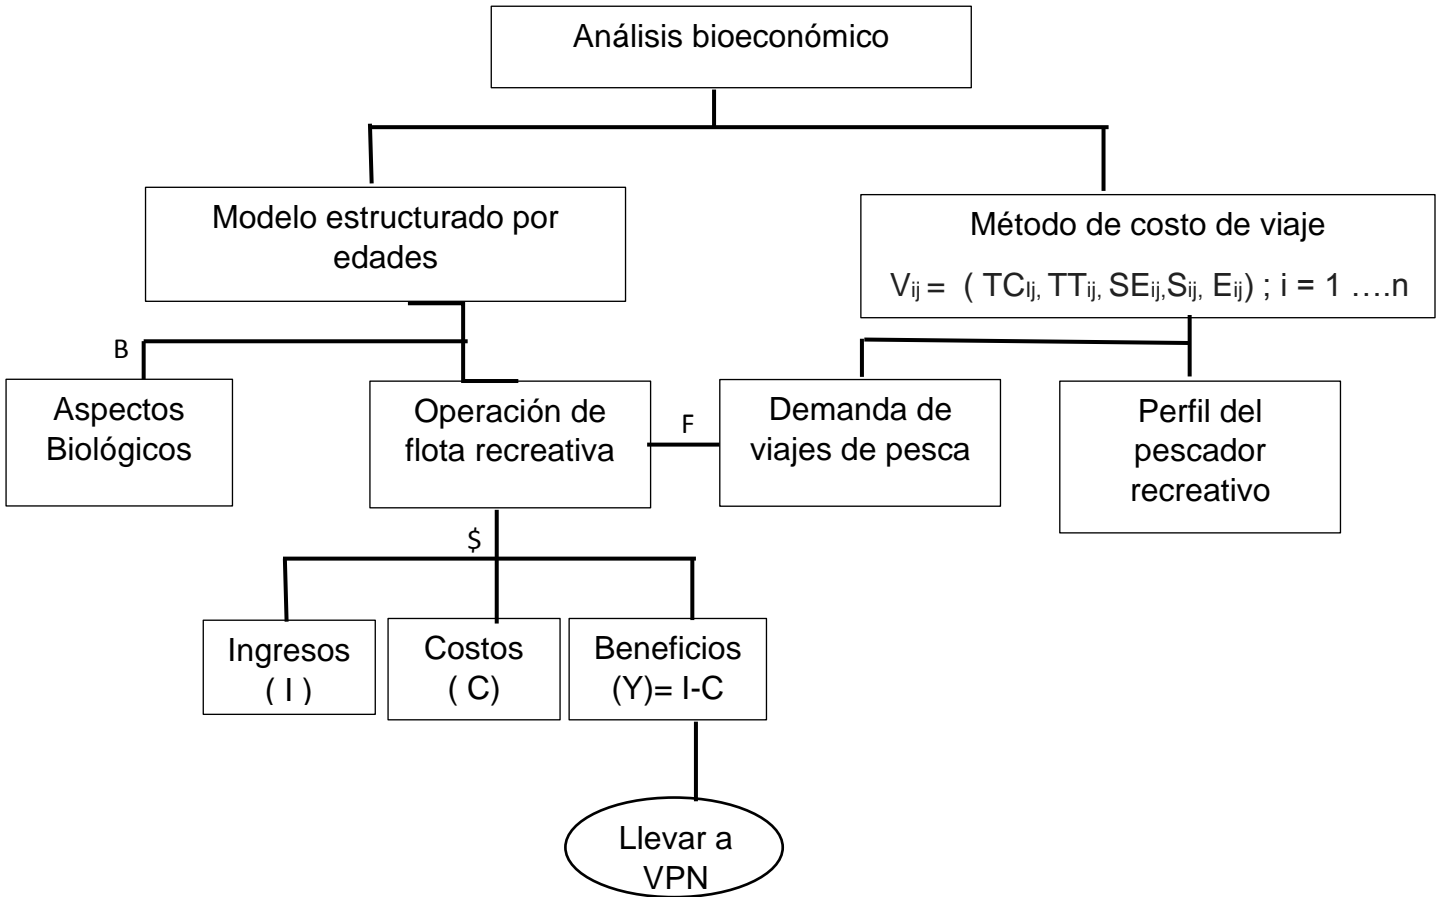 Análisis bioeconómico
Modelo estructurado por
edades
Método de costo de viaje
Vij = ( TCIj, TTij, SEij,Sij, Eij) ; i = 1 ….n
B
Aspectos
Biológicos
Operación de
flota recreativa
F
Demanda de
viajes de pesca
Perfil del
pescador
recreativo
$
Ingresos
( I )
Costos
( C)
Beneficios
(Y)= I-C
Llevar a
VPN